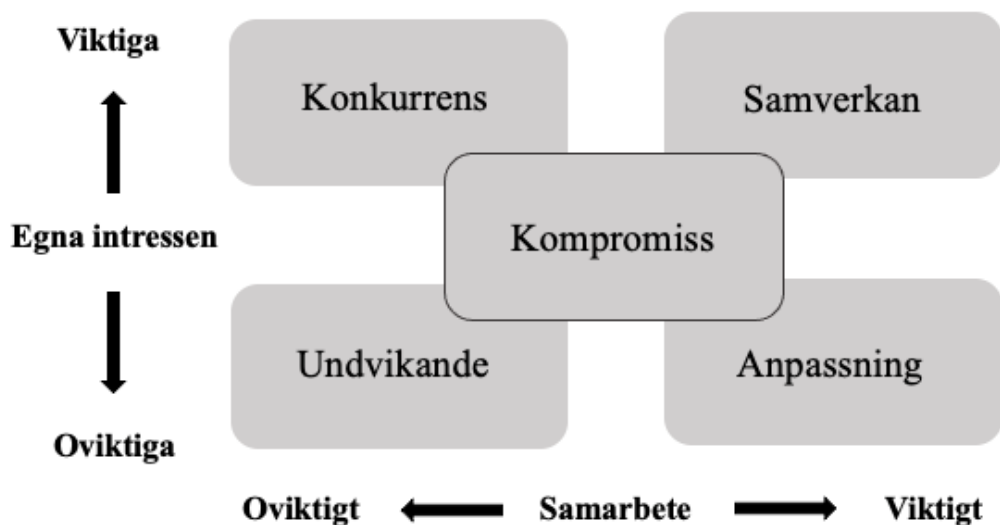 Viktiga
Konkurrens
Samverkan
Egna intressen
Kompromiss
Undvikande
Anpassning
Oviktiga
Oviktigt
Samarbete
Viktigt